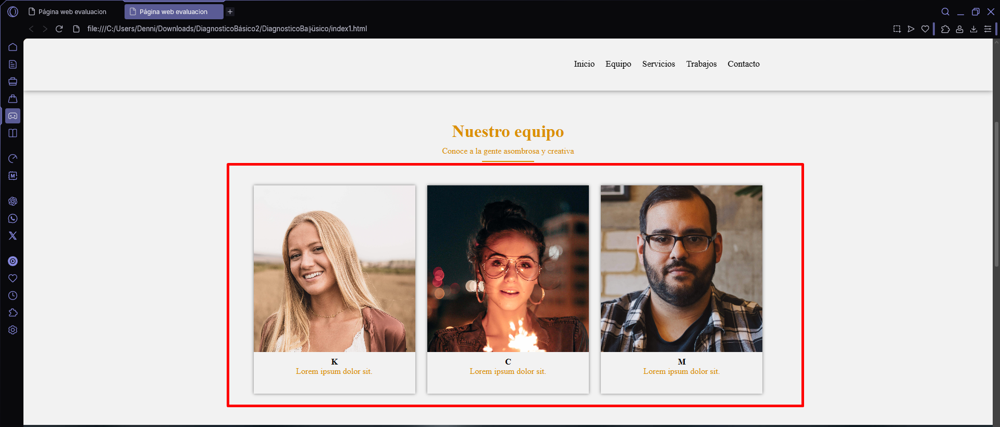 Página web evaluacion
Página web evaluacion
file:///C:/Users/Denni/Downloads/DiagnosticoBásico2/DiagnosticoBa├üsico/index1.html
Inicio Equipo Servicios Trabajos Contacto
Nuestro equipo
Conoce a la gente asombrosa y creativa
K
Lorem ipsum dolor sit.
C
Lorem ipsum dolor sit.
M
Lorem ipsum dolor sit.